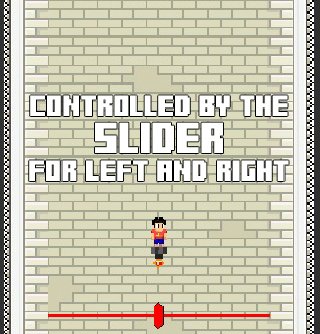 CONTROLLED BY THE
SLIDER
FOR LEFT AND RIGHT